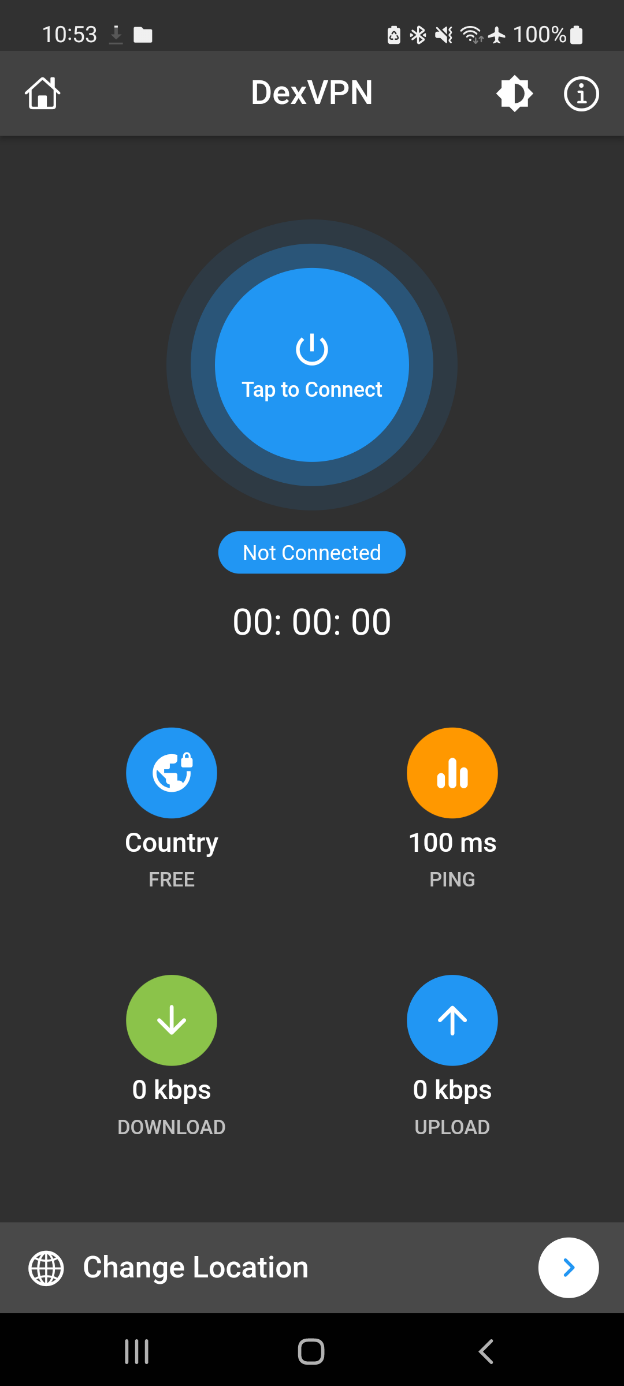 10:53 100%
DexVPN
Tap to Connect
Not Connected
00: 00: 00
Country 100 ms
FREE PING
0 kbps 0 kbps
DOWNLOAD UPLOAD
Change Location